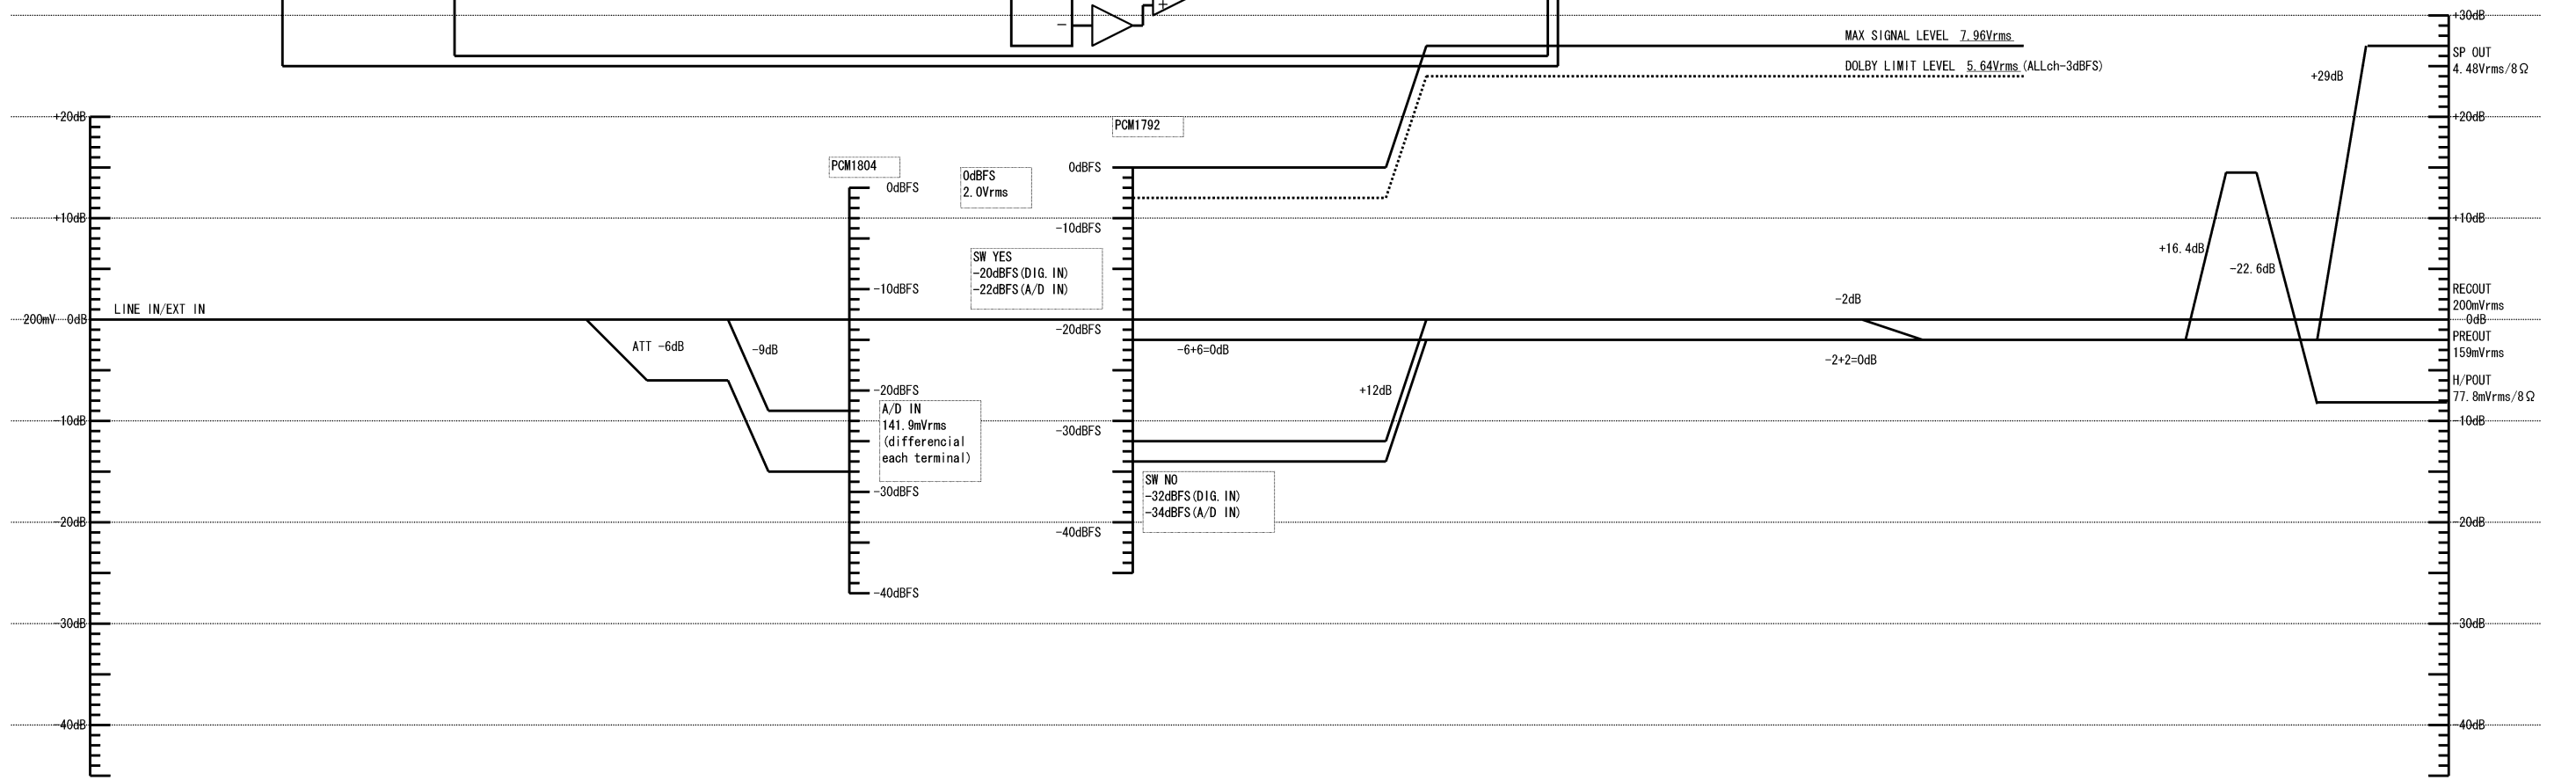 −
+
MAX SIGNAL LEVEL 7.96Vrms
DOLBY LIMIT LEVEL 5.64Vrms (ALLch-3dBFS)
+30dB
SP OUT
4.48Vrms/8Ω
+29dB
+20dB
+20dB
PCM1792
PCM1804
0dBFS
0dBFS
2.0Vrms
0dBFS
+10dB
-10dBFS
+10dB
SW YES
-20dBFS(DIG.IN)
-22dBFS(A/D IN)
+16.4dB
-22.6dB
-10dBFS
-2dB
RECOUT
200mVrms
LINE IN/EXT IN
200mV 0dB
-20dBFS
0dB
PREOUT
159mVrms
ATT -6dB
-9dB
-6+6=0dB
-2+2=0dB
-20dBFS
+12dB
H/POUT
77.8mVrms/8Ω
A/D IN
141.9mVrms
(differencial
each terminal)
-10dB
-30dBFS
-10dB
-30dBFS
SW NO
-32dBFS(DIG.IN)
-34dBFS(A/D IN)
-20dB
-40dBFS
-20dB
-40dBFS
-30dB
-30dB
-40dB
-40dB